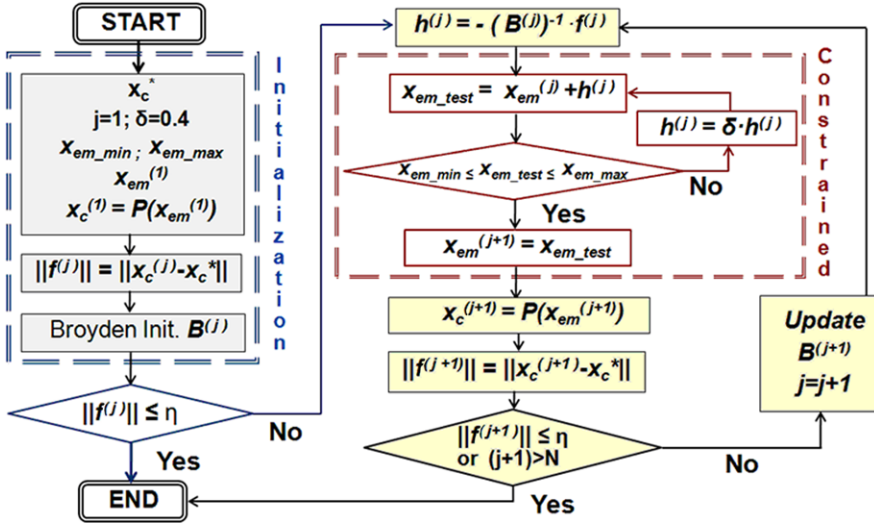 START
Initialization
x_c^*
j=1; δ=0.4
x_em_min ; x_em_max
x_em^(1)
x_c^(1) = P(x_em^(1))
||f^(j)|| = ||x_c^(j)-x_c*||
Broyden Init. B^(j)
||f^(j)|| ≤ η
No
Yes
END
h^(j) = - ( B^(j))^-1 · f^(j)
Constrained
x_em_test = x_em^(j) +h^(j)
h^(j) = δ·h^(j)
x_em_min ≤ x_em_test ≤ x_em_max
No
Yes
x_em^(j+1) = x_em_test
x_c^(j+1) = P(x_em^(j+1))
||f^(j+1)|| = ||x_c^(j+1)-x_c*||
||f^(j+1)|| ≤ η
or (j+1)>N
No
Yes
Update
B^(j+1)
j=j+1